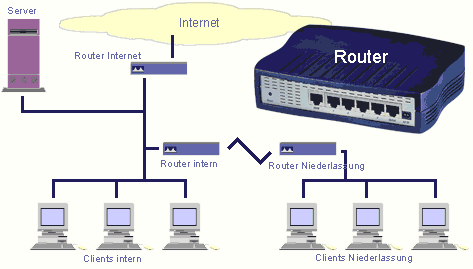 Server
Internet
Router Internet
Router
Router intern
Router Niederlassung
Clients intern
Clients Niederlassung